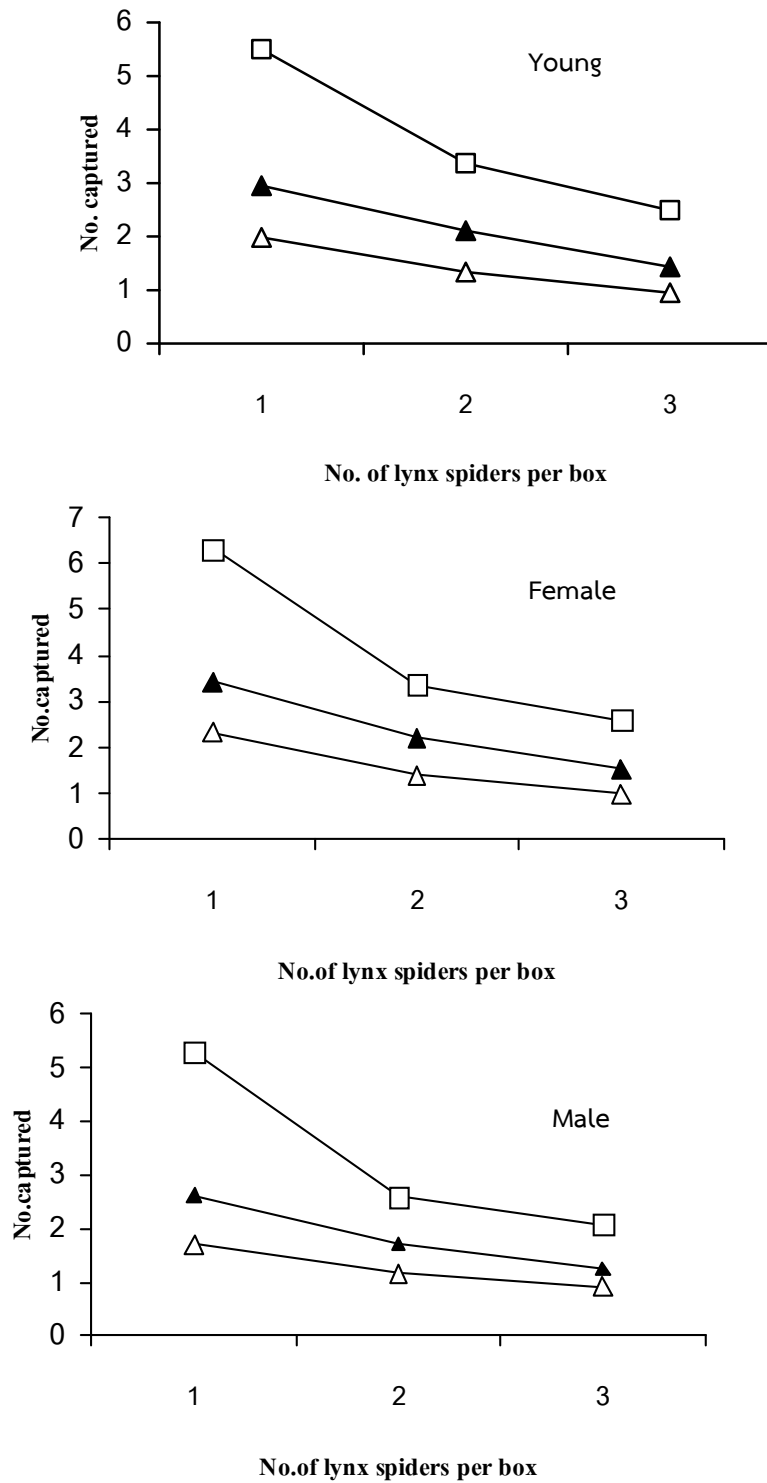 6
Young
5
4
No. captured
3
2
1
0
1 2 3
No. of lynx spiders per box
7
6
Female
5
4
No.captured
3
2
1
0
1 2 3
No.of lynx spiders per box
6
5
Male
4
No.captured
3
2
1
0
1 2 3
No.of lynx spiders per box